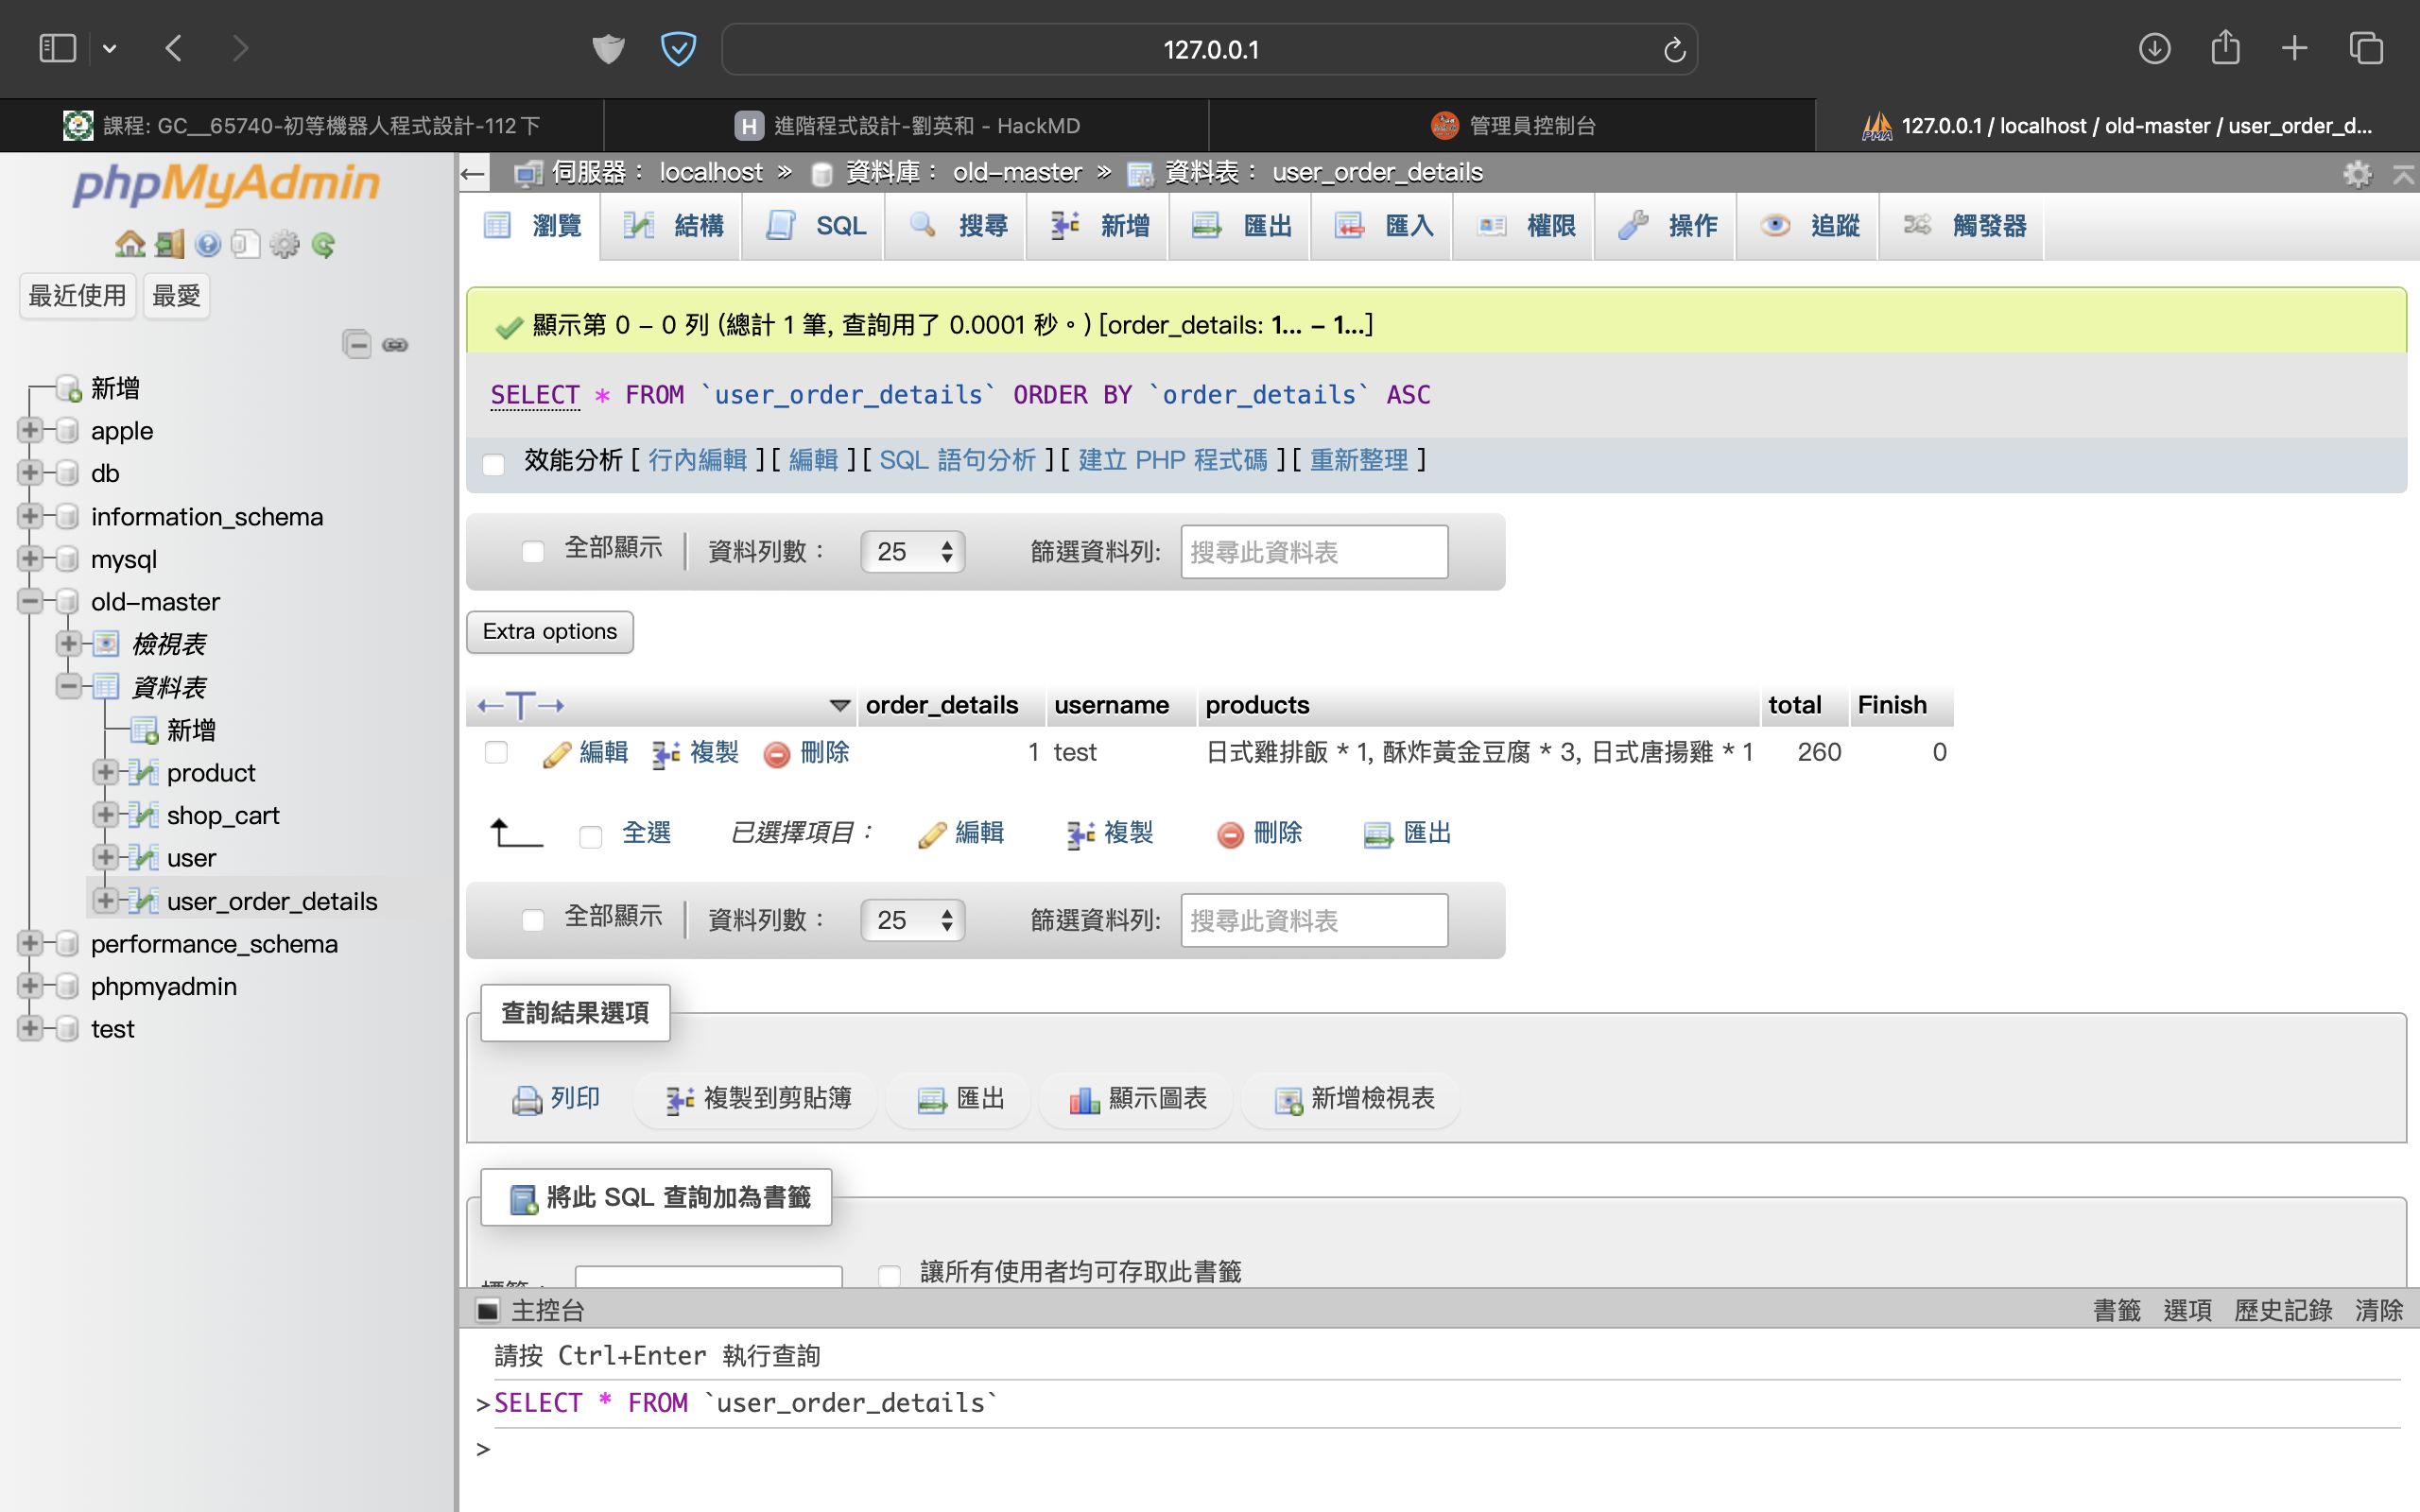 127.0.0.1
課程: GC__65740-初等機器人程式設計-112下
H 進階程式設計-劉英和 - HackMD
管理員控制台
PMA 127.0.0.1 / localhost / old-master / user_order_d...
phpMyAdmin
最近使用 最愛
新增
apple
db
information_schema
mysql
old-master
檢視表
資料表
新增
product
shop_cart
user
user_order_details
performance_schema
phpmyadmin
test
伺服器： localhost » 資料庫： old-master » 資料表： user_order_details
瀏覽 結構 SQL 搜尋 新增 匯出 匯入 權限 操作 追蹤 觸發器
顯示第 0 - 0 列 (總計 1 筆, 查詢用了 0.0001 秒。) [order_details: 1... - 1...]
SELECT * FROM `user_order_details` ORDER BY `order_details` ASC
效能分析 [ 行內編輯 ] [ 編輯 ] [ SQL 語句分析 ] [ 建立 PHP 程式碼 ] [ 重新整理 ]
全部顯示 資料列數： 25 篩選資料列: 搜尋此資料表
Extra options
order_details username products total Finish
編輯 複製 刪除 1 test 日式雞排飯 * 1, 酥炸黃金豆腐 * 3, 日式唐揚雞 * 1 260 0
全選 已選擇項目： 編輯 複製 刪除 匯出
全部顯示 資料列數： 25 篩選資料列: 搜尋此資料表
查詢結果選項
列印 複製到剪貼簿 匯出 顯示圖表 新增檢視表
將此 SQL 查詢加為書籤
讓所有使用者均可存取此書籤
主控台 書籤 選項 歷史記錄 清除
請按 Ctrl+Enter 執行查詢
>SELECT * FROM `user_order_details`
>